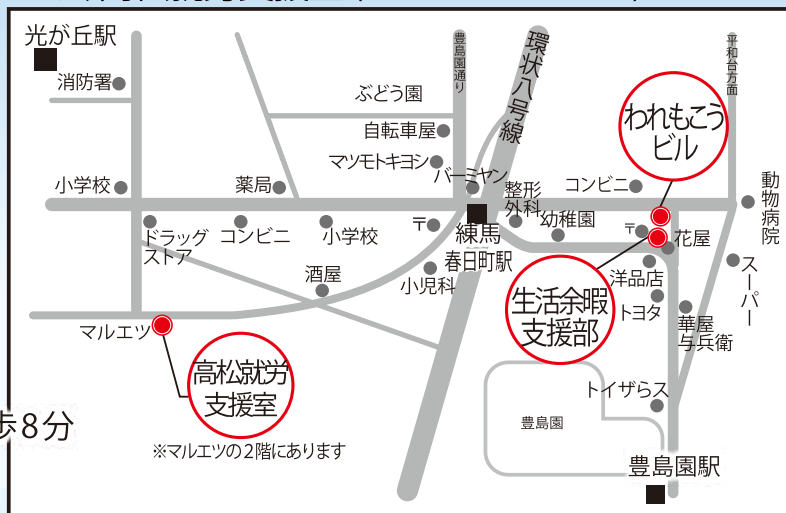 光が丘駅
消防署
豊島園通り
環状八号線
平和台方面
ぶどう園
自転車屋
マツモトキヨシ
バーミヤン
われもこう
ビル
小学校
薬局
整形
外科
コンビニ
動物病院
ドラッグ
ストア
コンビニ
小学校
〒
練馬
春日町駅
幼稚園
〒
花屋
酒屋
小児科
生活余暇
支援部
洋品店
スーパー
トヨタ
マルエツ
華屋
与兵衛
高松就労
支援室
トイザらス
歩8分
※マルエツの2階にあります
豊島園
豊島園駅